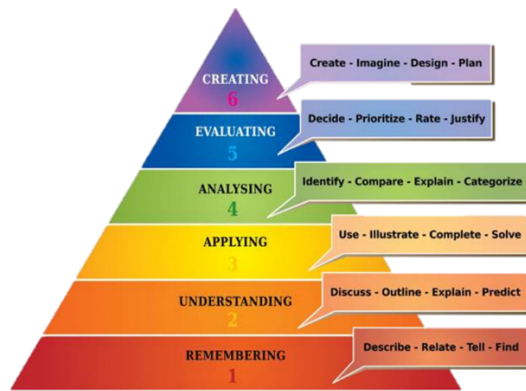 CREATING
6
Create - Imagine - Design - Plan
EVALUATING
5
Decide - Prioritize - Rate - Justify
ANALYSING
4
Identify - Compare - Explain - Categorize
APPLYING
3
Use - Illustrate - Complete - Solve
UNDERSTANDING
2
Discuss - Outline - Explain - Predict
REMEMBERING
1
Describe - Relate - Tell - Find